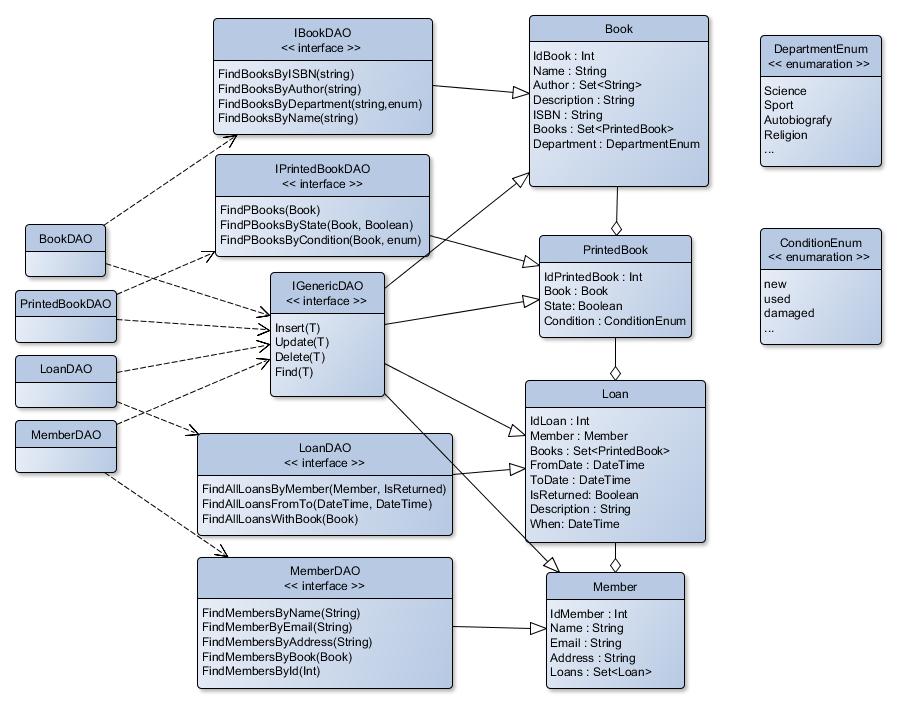 IBookDAO
<< interface >>
FindBooksByISBN(string)
FindBooksByAuthor(string)
FindBooksByDepartment(string,enum)
FindBooksByName(string)
Book
IdBook : Int
Name : String
Author : Set<String>
Description : String
ISBN : String
Books : Set<PrintedBook>
Department : DepartmentEnum
DepartmentEnum
<< enumaration >>
Science
Sport
Autobiografy
Religion
...
IPrintedBookDAO
<< interface >>
FindPBooks(Book)
FindPBooksByState(Book, Boolean)
FindPBooksByCondition(Book, enum)
BookDAO
PrintedBookDAO
LoanDAO
MemberDAO
IGenericDAO
<< interface >>
Insert(T)
Update(T)
Delete(T)
Find(T)
PrintedBook
IdPrintedBook : Int
Book : Book
State: Boolean
Condition : ConditionEnum
ConditionEnum
<< enumaration >>
new
used
damaged
...
Loan
IdLoan : Int
Member : Member
Books : Set<PrintedBook>
FromDate : DateTime
ToDate : DateTime
IsReturned: Boolean
Description : String
When: DateTime
LoanDAO
<< interface >>
FindAllLoansByMember(Member, IsReturned)
FindAllLoansFromTo(DateTime, DateTime)
FindAllLoansWithBook(Book)
MemberDAO
<< interface >>
FindMembersByName(String)
FindMemberByEmail(String)
FindMembersByAddress(String)
FindMembersByBook(Book)
FindMembersById(Int)
Member
IdMember : Int
Name : String
Email : String
Address : String
Loans : Set<Loan>